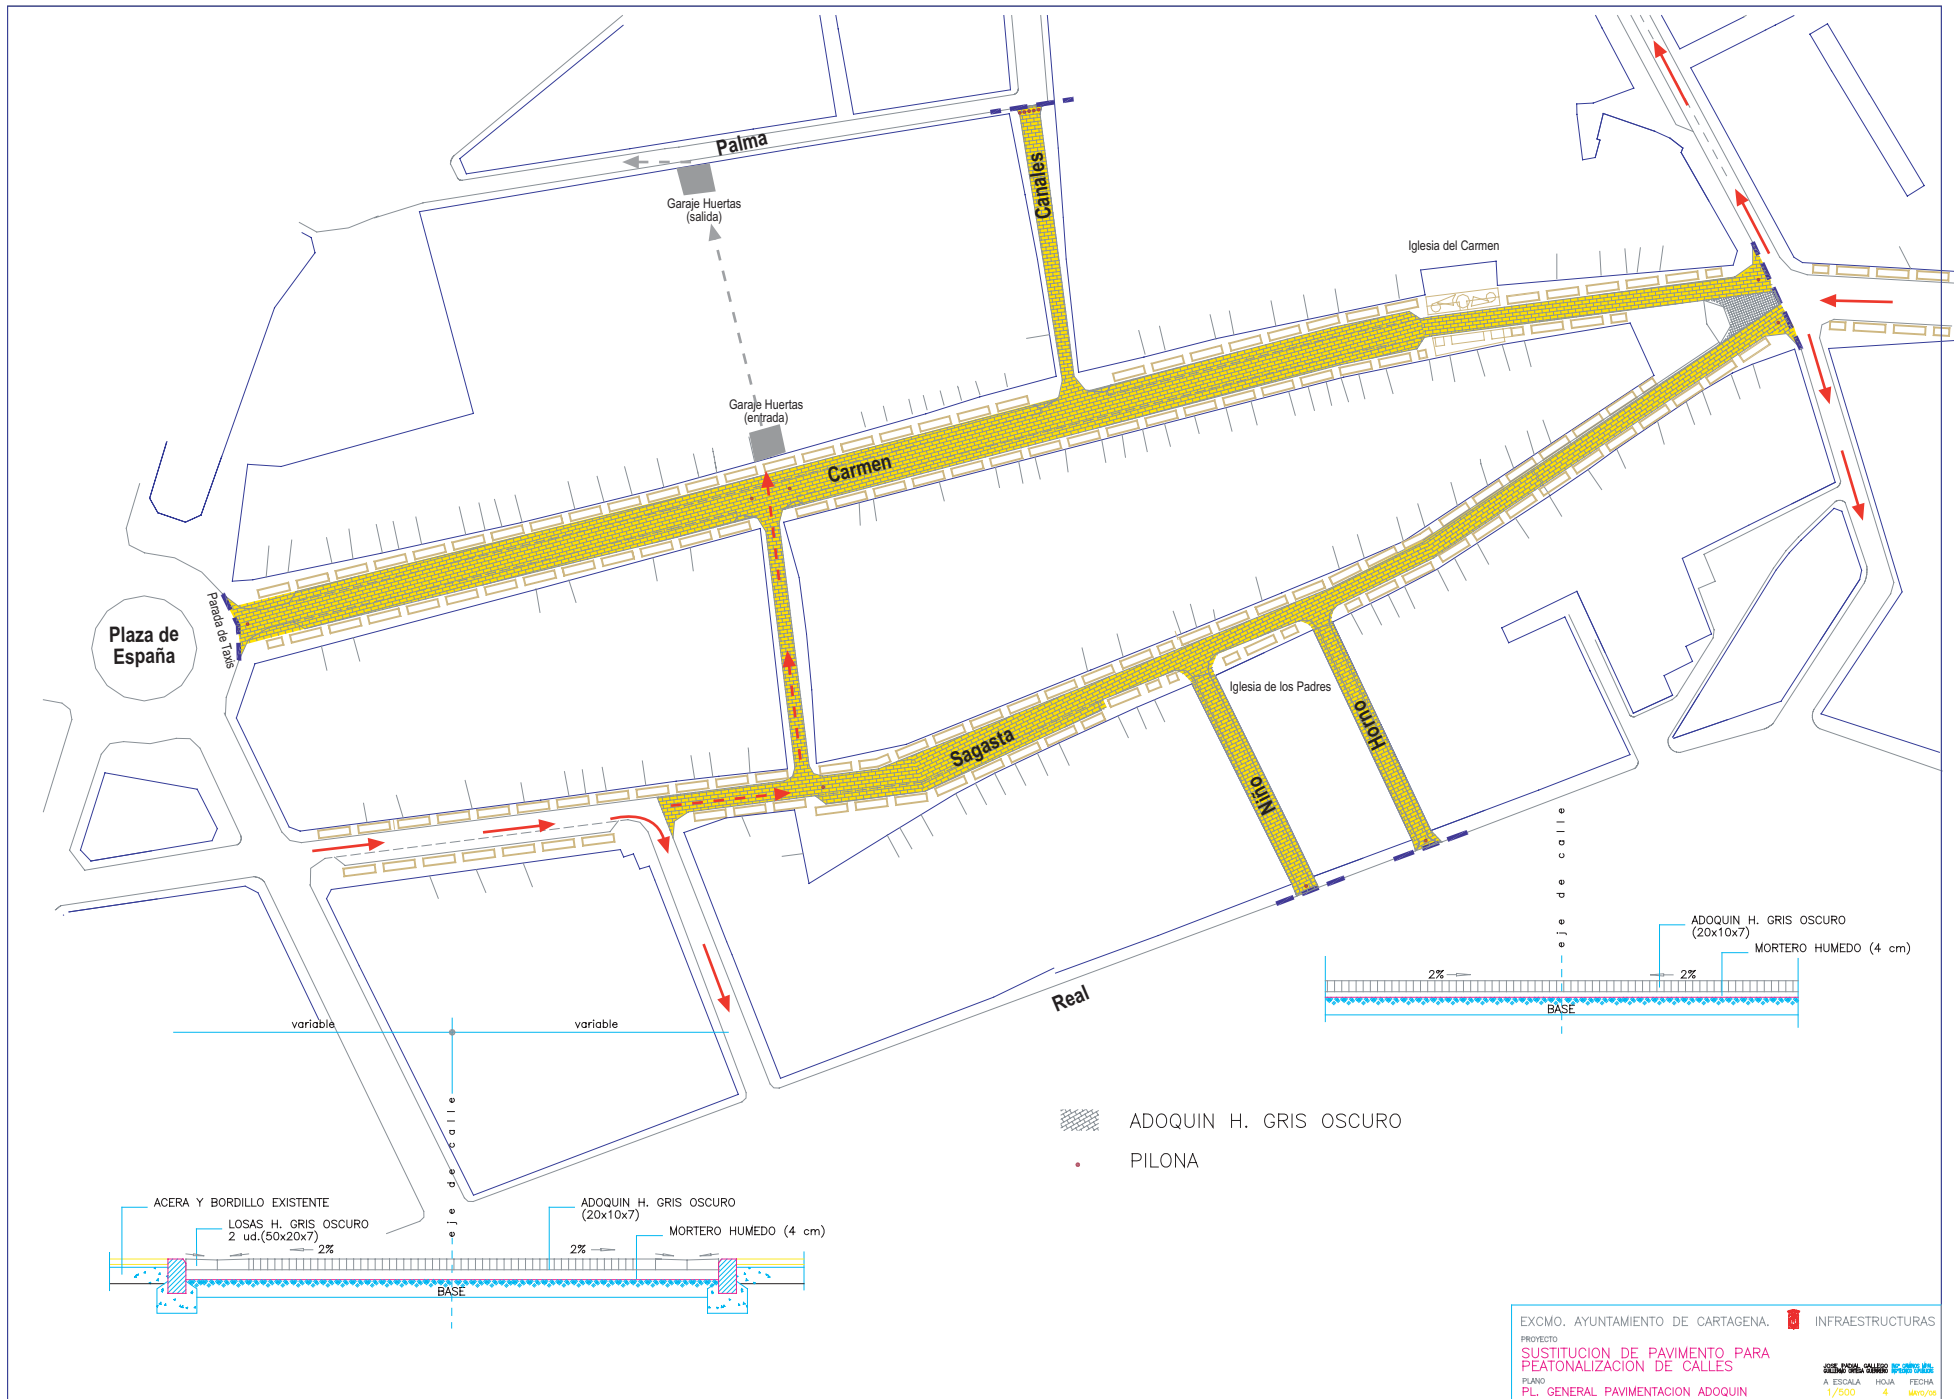 Palma
Canales
Garaje Huertas
(salida)
Iglesia del Carmen
Garaje Huertas
(entrada)
Carmen
Parada de Taxis
Plaza de
España
Iglesia de los Padres
Horno
Sagasta
Niño
Real
eje de calle
ADOQUIN H. GRIS OSCURO
(20x10x7)
MORTERO HUMEDO (4 cm)
2%
2%
BASE
variable
variable
eje de calle
ADOQUIN H. GRIS OSCURO
PILONA
ACERA Y BORDILLO EXISTENTE
LOSAS H. GRIS OSCURO
2 ud.(50x20x7)
ADOQUIN H. GRIS OSCURO
(20x10x7)
MORTERO HUMEDO (4 cm)
2%
2%
BASE
EXCMO. AYUNTAMIENTO DE CARTAGENA.
INFRAESTRUCTURAS
PROYECTO
SUSTITUCION DE PAVIMENTO PARA
PEATONALIZACION DE CALLES
PLANO
PL. GENERAL PAVIMENTACION ADOQUIN
A ESCALA HOJA FECHA
1/500 4